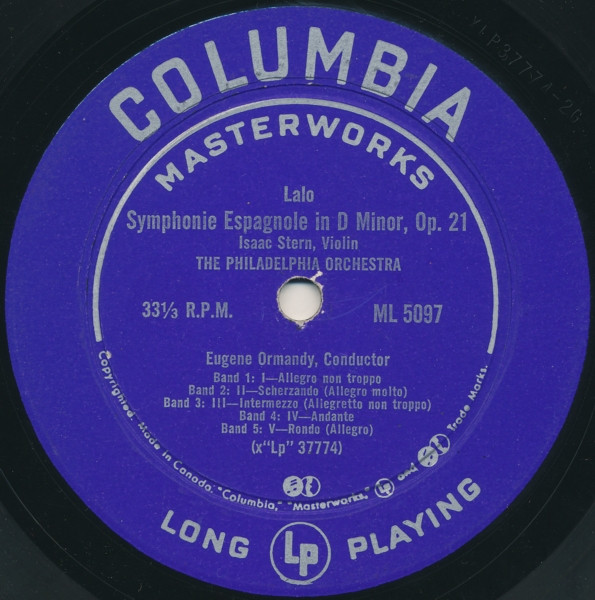 COLUMBIA
MASTERWORKS
Lalo
Symphonie Espagnole in D Minor, Op. 21
Isaac Stern, Violin
THE PHILADELPHIA ORCHESTRA
33⅓ R.P.M.
ML 5097
Eugene Ormandy, Conductor
Band 1: I—Allegro non troppo
Band 2: II—Scherzando (Allegro molto)
Band 3: III—Intermezzo (Allegretto non troppo)
Band 4: IV—Andante
Band 5: V—Rondo (Allegro)
(x“Lp” 37774)
Copyrighted. Made in Canada. “Columbia,” “Masterworks,” Lp and Trade Marks.
LONG Lp PLAYING